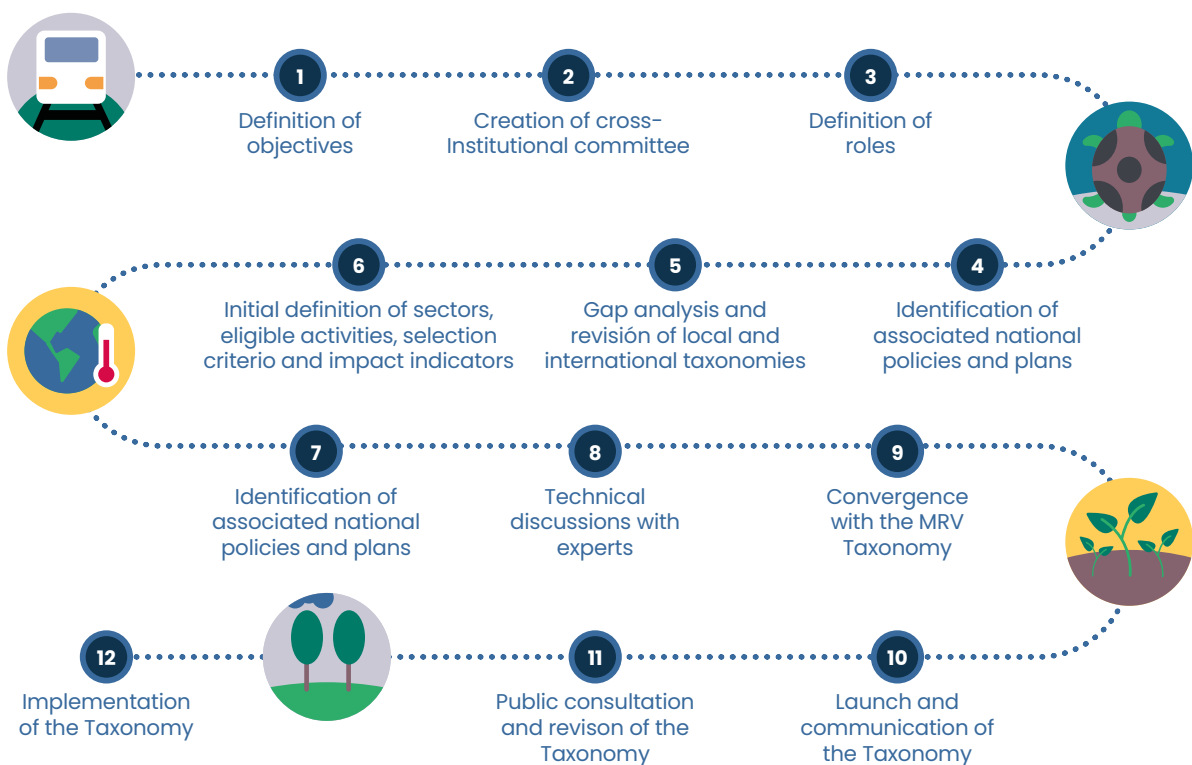 1
Definition of
objectives
2
Creation of cross-
Institutional committee
3
Definition of
roles
4
Identification of
associated national
policies and plans
5
Gap analysis and
revisión of local and
international taxonomies
6
Initial definition of sectors,
eligible activities, selection
criterio and impact indicators
7
Identification of
associated national
policies and plans
8
Technical
discussions with
experts
9
Convergence
with the MRV
Taxonomy
10
Launch and
communication of
the Taxonomy
11
Public consultation
and revison of the
Taxonomy
12
Implementation
of the Taxonomy